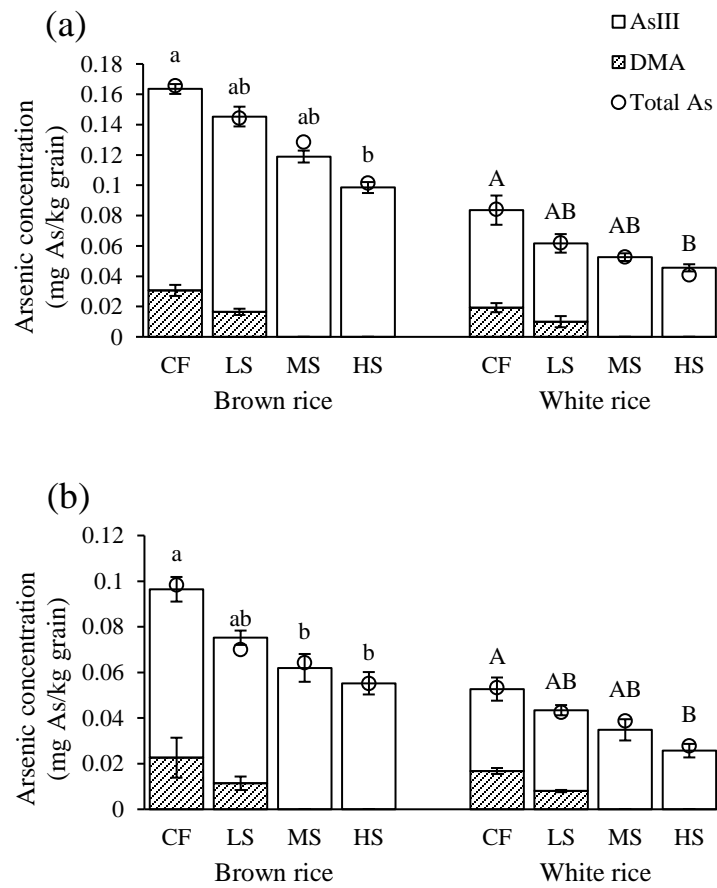 (a)
AsIII
DMA
Total As
Arsenic concentration
(mg As/kg grain)
0.18
0.16
0.14
0.12
0.1
0.08
0.06
0.04
0.02
0
a
ab
ab
b
A
AB
AB
B
CF LS MS HS CF LS MS HS
Brown rice White rice
(b)
Arsenic concentration
(mg As/kg grain)
0.12
0.1
0.08
0.06
0.04
0.02
0
a
ab
b
b
A
AB
AB
B
CF LS MS HS CF LS MS HS
Brown rice White rice